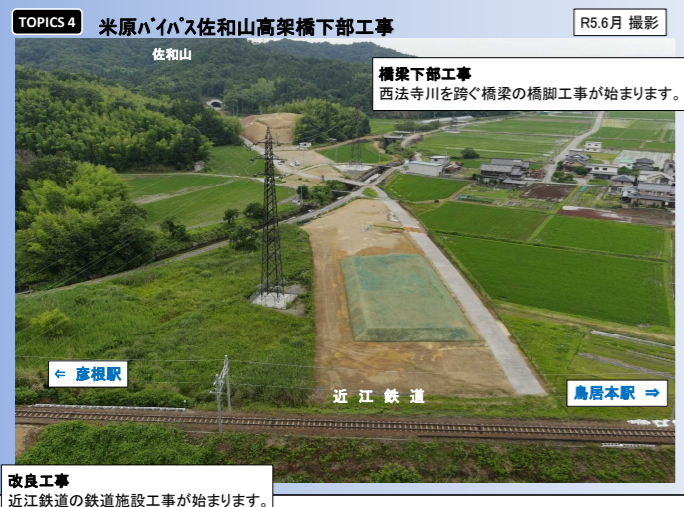 TOPICS 4
米原ﾊﾞｲﾊﾟｽ佐和山高架橋下部工事
R5.6月 撮影
佐和山
橋梁下部工事
西法寺川を跨ぐ橋梁の橋脚工事が始まります。
⇐ 彦根駅
近江鉄道
鳥居本駅 ⇒
改良工事
近江鉄道の鉄道施設工事が始まります。